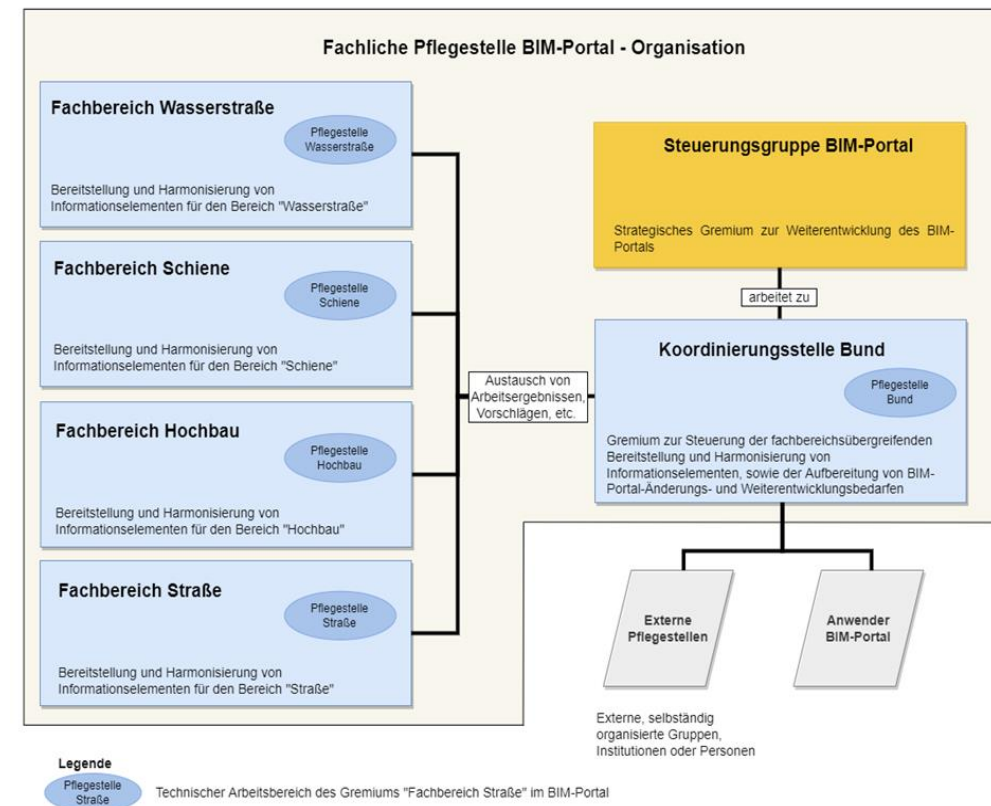 Fachliche Pflegestelle BIM-Portal - Organisation
Fachbereich Wasserstraße
Pflegestelle
Wasserstraße
Bereitstellung und Harmonisierung von
Informationselementen für den Bereich "Wasserstraße"
Fachbereich Schiene
Pflegestelle
Schiene
Bereitstellung und Harmonisierung von
Informationselementen für den Bereich "Schiene"
Fachbereich Hochbau
Pflegestelle
Hochbau
Bereitstellung und Harmonisierung von
Informationselementen für den Bereich "Hochbau"
Fachbereich Straße
Pflegestelle
Straße
Bereitstellung und Harmonisierung von
Informationselementen für den Bereich "Straße"
Austausch von
Arbeitsergebnissen,
Vorschlägen, etc.
Steuerungsgruppe BIM-Portal
Strategisches Gremium zur Weiterentwicklung des BIM-
Portals
arbeitet zu
Koordinierungsstelle Bund
Pflegestelle
Bund
Gremium zur Steuerung der fachbereichsübergreifenden
Bereitstellung und Harmonisierung von
Informationselementen, sowie der Aufbereitung von BIM-
Portal-Änderungs- und Weiterentwicklungsbedarfen
Externe
Pflegestellen
Anwender
BIM-Portal
Externe, selbständig
organisierte Gruppen,
Institutionen oder Personen
Legende
Pflegestelle
Straße
Technischer Arbeitsbereich des Gremiums "Fachbereich Straße" im BIM-Portal